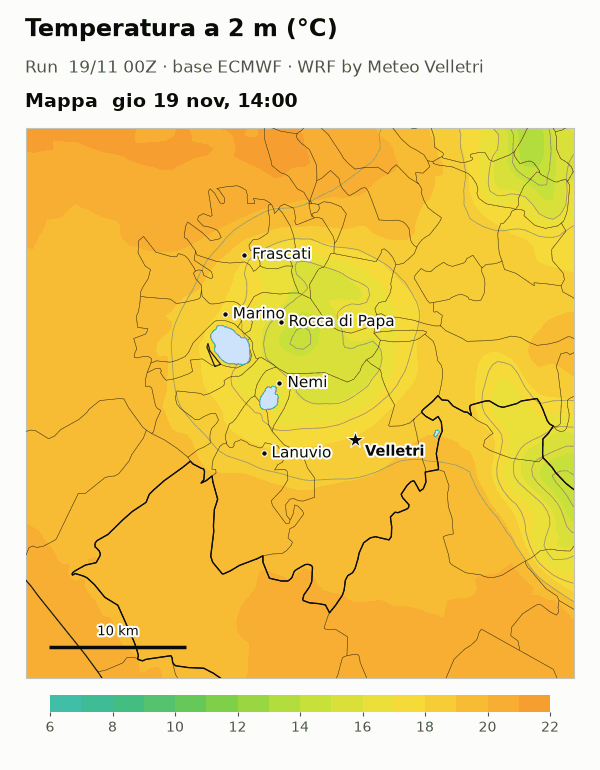 Temperatura a 2 m (°C)
Run  19/11 00Z · base ECMWF · WRF by Meteo Velletri
Mappa  gio 19 nov, 14:00
Frascati
Marino
Rocca di Papa
Nemi
Velletri
Lanuvio
10 km
6 8 10 12 14 16 18 20 22